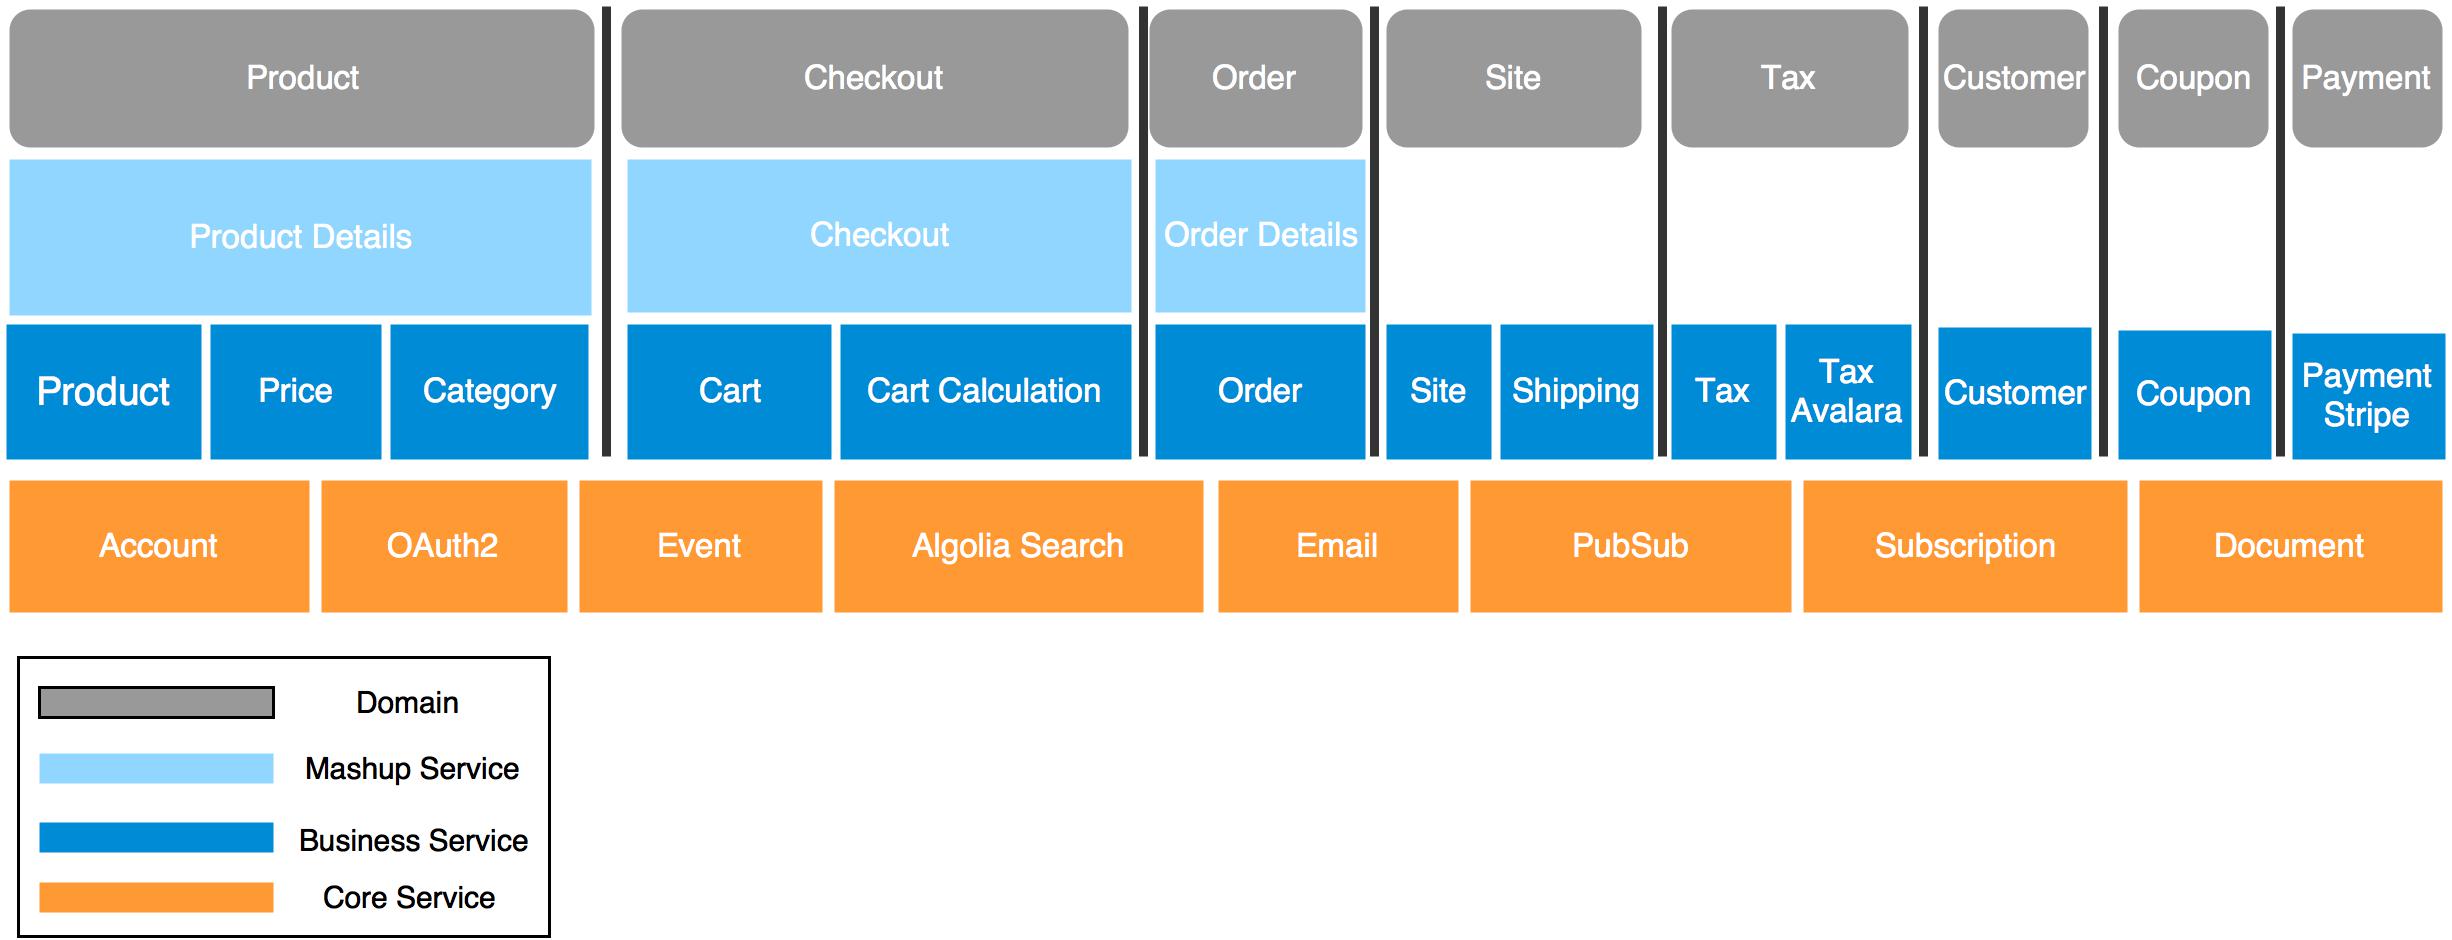 Product
Checkout
Order
Site
Tax
Customer
Coupon
Payment
Product Details
Checkout
Order Details
Product
Price
Category
Cart
Cart Calculation
Order
Site
Shipping
Tax
Tax
Avalara
Customer
Coupon
Payment
Stripe
Account
OAuth2
Event
Algolia Search
Email
PubSub
Subscription
Document
Domain
Mashup Service
Business Service
Core Service